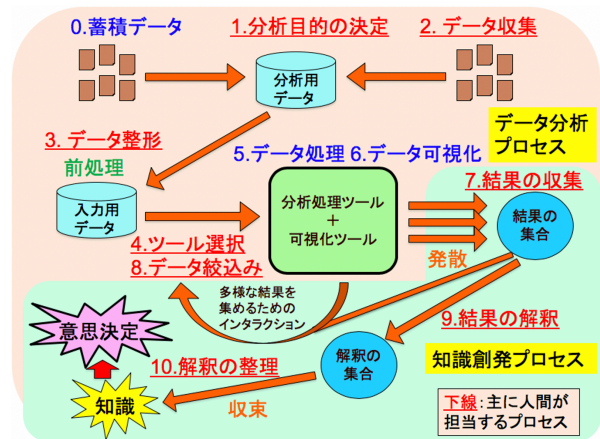 0.蓄積データ
1.分析目的の決定
2. データ収集
分析用
データ
データ分析
プロセス
3. データ整形
前処理
5.データ処理 6.データ可視化
7.結果の収集
入力用
データ
分析処理ツール
＋
可視化ツール
結果の
集合
4.ツール選択
8.データ絞込み
発散
多様な結果を
集めるための
インタラクション
9.結果の解釈
意思決定
解釈の
集合
知識創発プロセス
10.解釈の整理
知識
収束
下線：主に人間が
担当するプロセス